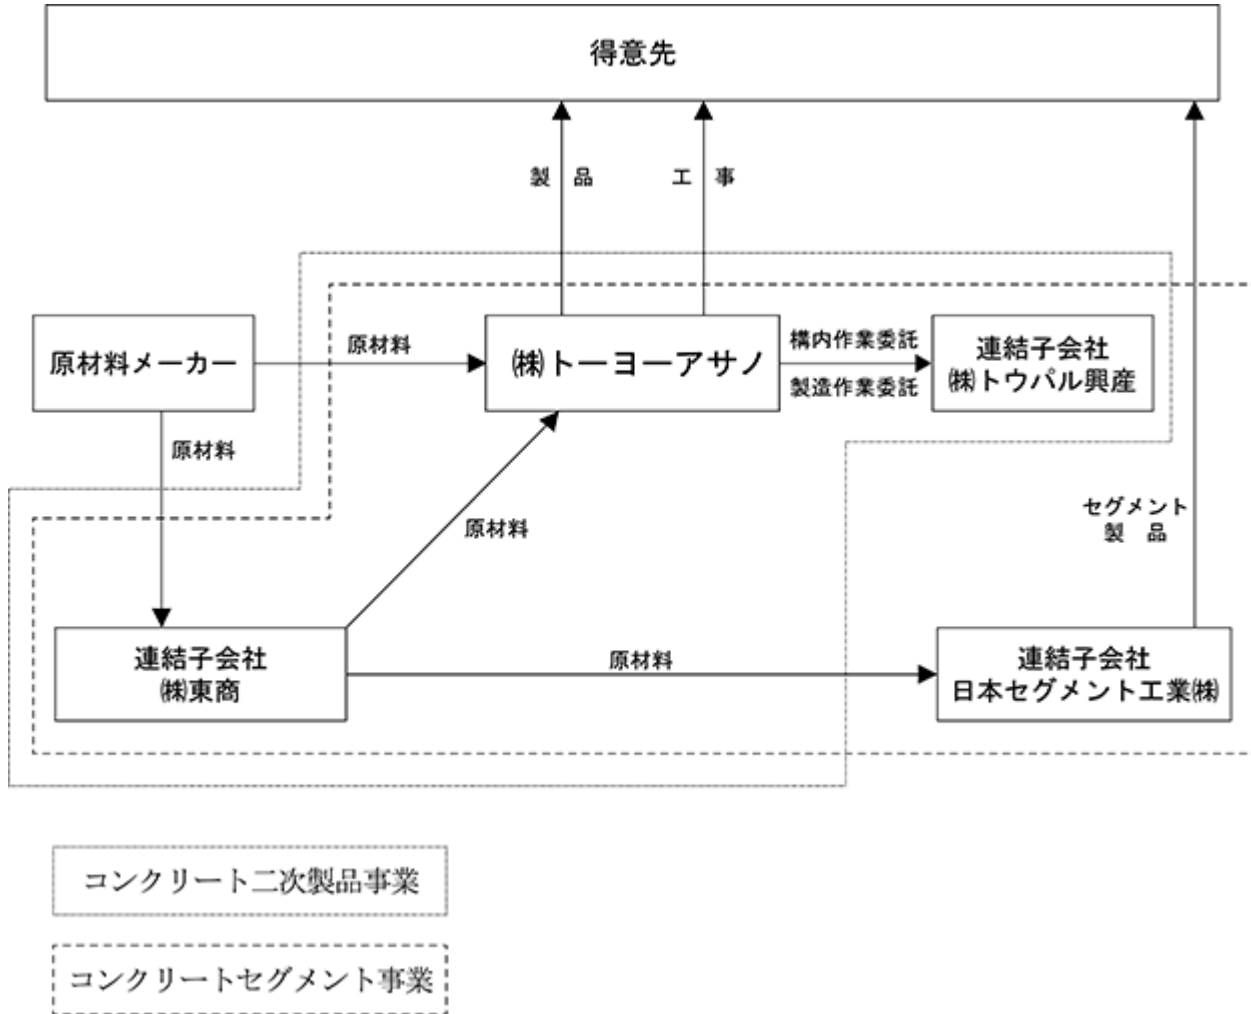 得意先
製 品
工 事
原材料メーカー
原材料
㈱トーヨーアサノ
構内作業委託
製造作業委託
連結子会社
㈱トウパル興産
原材料
原材料
セグメント
製 品
連結子会社
㈱東商
原材料
連結子会社
日本セグメント工業㈱
コンクリート二次製品事業
コンクリートセグメント事業